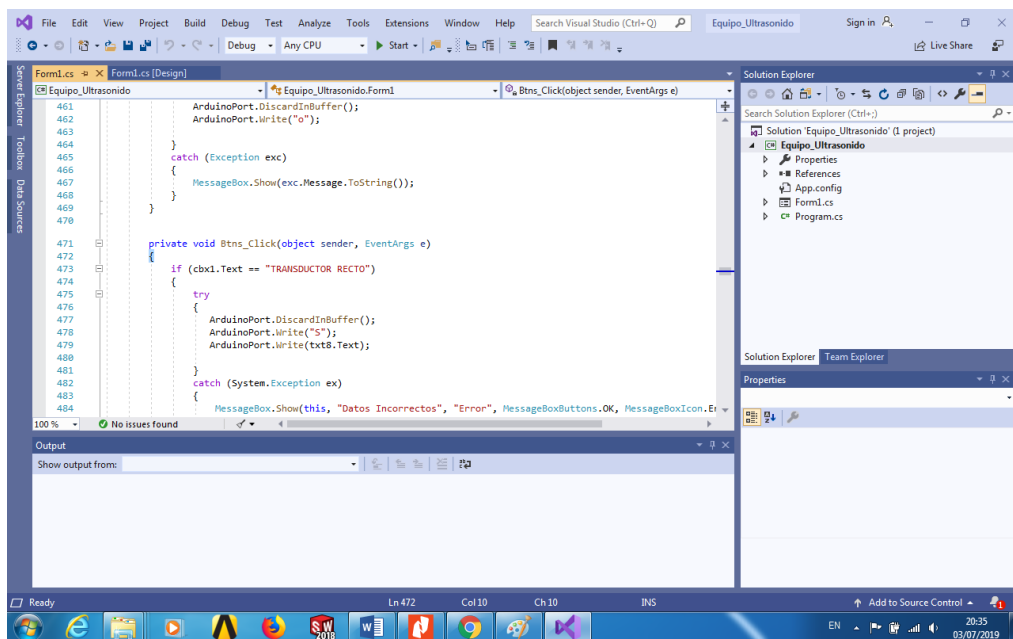 File Edit View Project Build Debug Test Analyze Tools Extensions Window Help Search Visual Studio (Ctrl+Q) Equipo_Ultrasonido Sign in
Debug Any CPU Start Live Share
Server Explorer
Toolbox
Data Sources
Form1.cs Form1.cs [Design]
Equipo_Ultrasonido Equipo_Ultrasonido.Form1 Btns_Click(object sender, EventArgs e)
461 ArduinoPort.DiscardInBuffer();
462 ArduinoPort.Write("o");
463
464 }
465 catch (Exception exc)
466 {
467 MessageBox.Show(exc.Message.ToString());
468 }
469 }
470
471 private void Btns_Click(object sender, EventArgs e)
472 {
473 if (cbx1.Text == "TRANSDUCTOR RECTO")
474 {
475 try
476 {
477 ArduinoPort.DiscardInBuffer();
478 ArduinoPort.Write("S");
479 ArduinoPort.Write(txt8.Text);
480
481 }
482 catch (System.Exception ex)
483 {
484 MessageBox.Show(this, "Datos Incorrectos", "Error", MessageBoxButtons.OK, MessageBoxIcon.Er
100 % No issues found
Output
Show output from:
Solution Explorer
Search Solution Explorer (Ctrl+;)
Solution 'Equipo_Ultrasonido' (1 project)
C# Equipo_Ultrasonido
Properties
References
App.config
Form1.cs
C# Program.cs
Solution Explorer Team Explorer
Properties
Ready Ln 472 Col 10 Ch 10 INS Add to Source Control 1
SW 2018 EN 20:35
03/07/2019